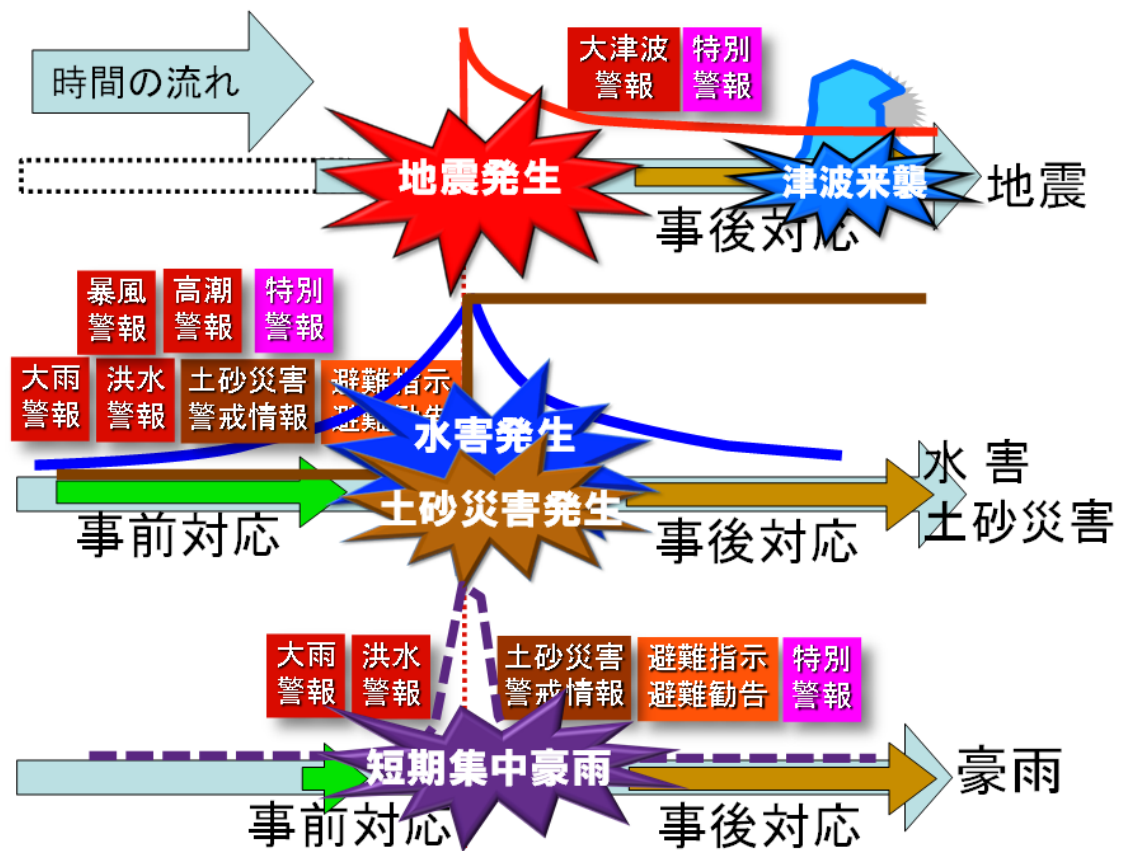 時間の流れ
大津波
警報
特別
警報
地震発生
津波来襲
地震
事後対応
暴風
警報
高潮
警報
特別
警報
大雨
警報
洪水
警報
土砂災害
警戒情報
避難指示
避難勧告
水害発生
土砂災害発生
水 害
土砂災害
事前対応
事後対応
大雨
警報
洪水
警報
土砂災害
警戒情報
避難指示
避難勧告
特別
警報
短期集中豪雨
豪雨
事前対応
事後対応